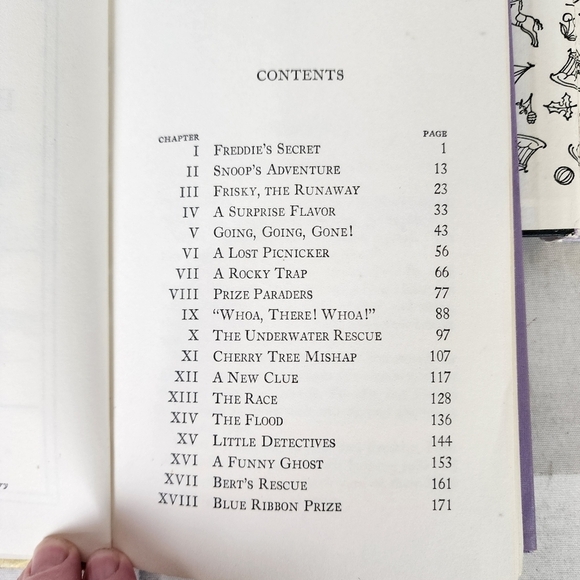 CONTENTS
CHAPTER PAGE
I FREDDIE'S SECRET 1
II SNOOP'S ADVENTURE 13
III FRISKY, THE RUNAWAY 23
IV A SURPRISE FLAVOR 33
V GOING, GOING, GONE! 43
VI A LOST PICNICKER 56
VII A ROCKY TRAP 66
VIII PRIZE PARADERS 77
IX "WHOA, THERE! WHOA!" 88
X THE UNDERWATER RESCUE 97
XI CHERRY TREE MISHAP 107
XII A NEW CLUE 117
XIII THE RACE 128
XIV THE FLOOD 136
XV LITTLE DETECTIVES 144
XVI A FUNNY GHOST 153
XVII BERT'S RESCUE 161
XVIII BLUE RIBBON PRIZE 171